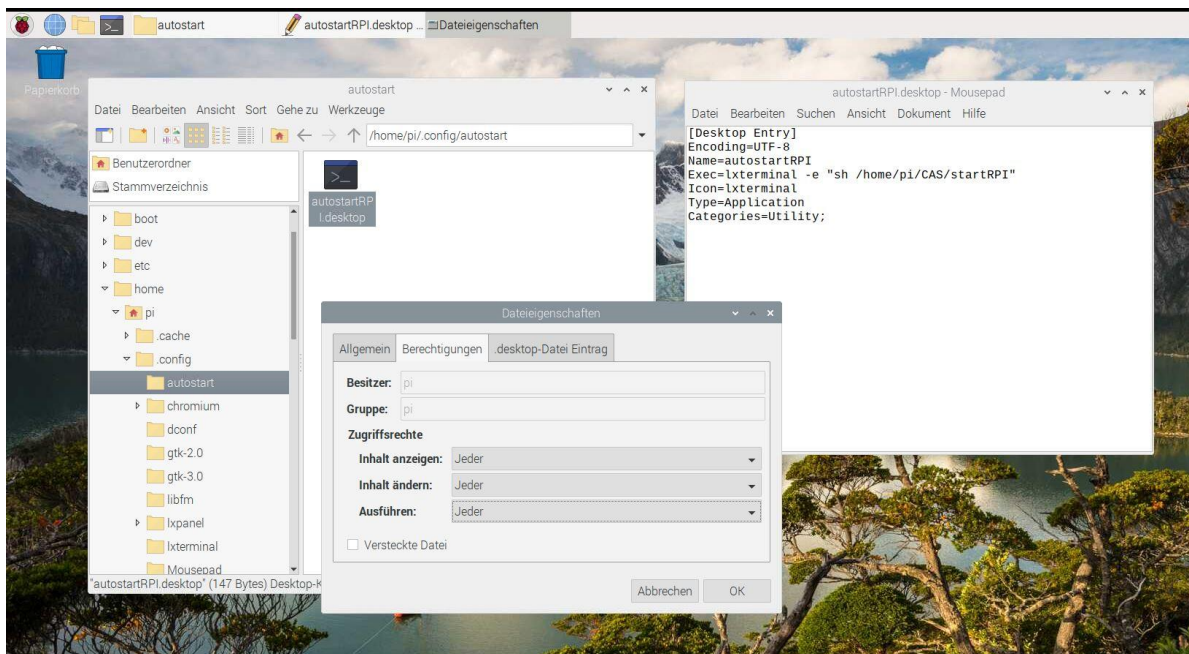 autostart
autostartRPI.desktop ...
Dateieigenschaften
Papierkorb
autostart
Datei Bearbeiten Ansicht Sort Gehe zu Werkzeuge
/home/pi/.config/autostart
Benutzerordner
Stammverzeichnis
boot
dev
etc
home
pi
.cache
.config
autostart
chromium
dconf
gtk-2.0
gtk-3.0
libfm
lxpanel
lxterminal
Mousepad
autostartRP
I.desktop
"autostartRPI.desktop" (147 Bytes) Desktop-K
autostartRPI.desktop - Mousepad
Datei Bearbeiten Suchen Ansicht Dokument Hilfe
[Desktop Entry]
Encoding=UTF-8
Name=autostartRPI
Exec=lxterminal -e "sh /home/pi/CAS/startRPI"
Icon=lxterminal
Type=Application
Categories=Utility;
Dateieigenschaften
Allgemein Berechtigungen .desktop-Datei Eintrag
Besitzer: pi
Gruppe: pi
Zugriffsrechte
Inhalt anzeigen: Jeder
Inhalt ändern: Jeder
Ausführen: Jeder
Versteckte Datei
Abbrechen OK